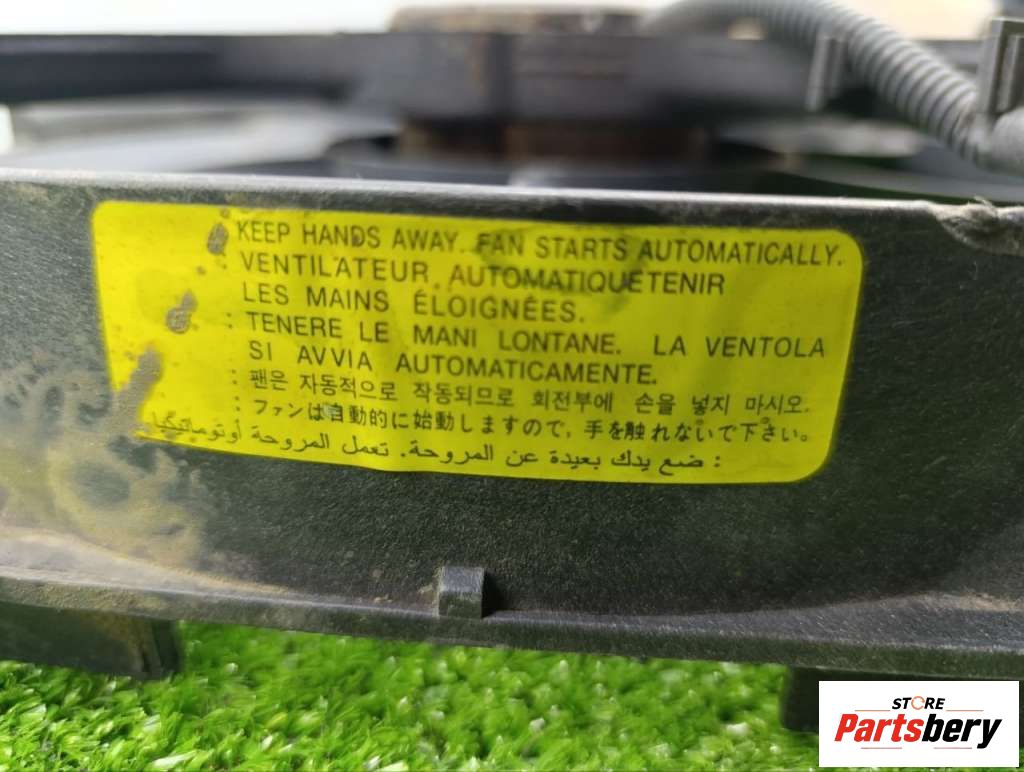 KEEP HANDS AWAY. FAN STARTS AUTOMATICALLY.
: VENTILATEUR AUTOMATIQUETENIR
LES MAINS ÉLOIGNÉES.
: TENERE LE MANI LONTANE. LA VENTOLA
SI AVVIA AUTOMATICAMENTE.
: 팬은 자동적으로 작동되므로 회전부에 손을 넣지 마시오.
: ファンは自動的に始動しますので，手を触れないで下さい。
: ضع يدك بعيدة عن المروحة. تعمل المروحة أوتوماتيكيا
STORE
Partsbery